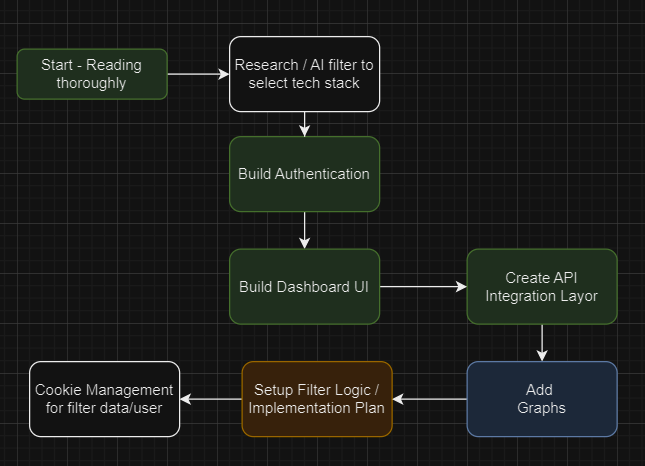 Start - Reading
thoroughly
Research / AI filter to
select tech stack
Build Authentication
Build Dashboard UI
Create API
Integration Layor
Add
Graphs
Setup Filter Logic /
Implementation Plan
Cookie Management
for filter data/user